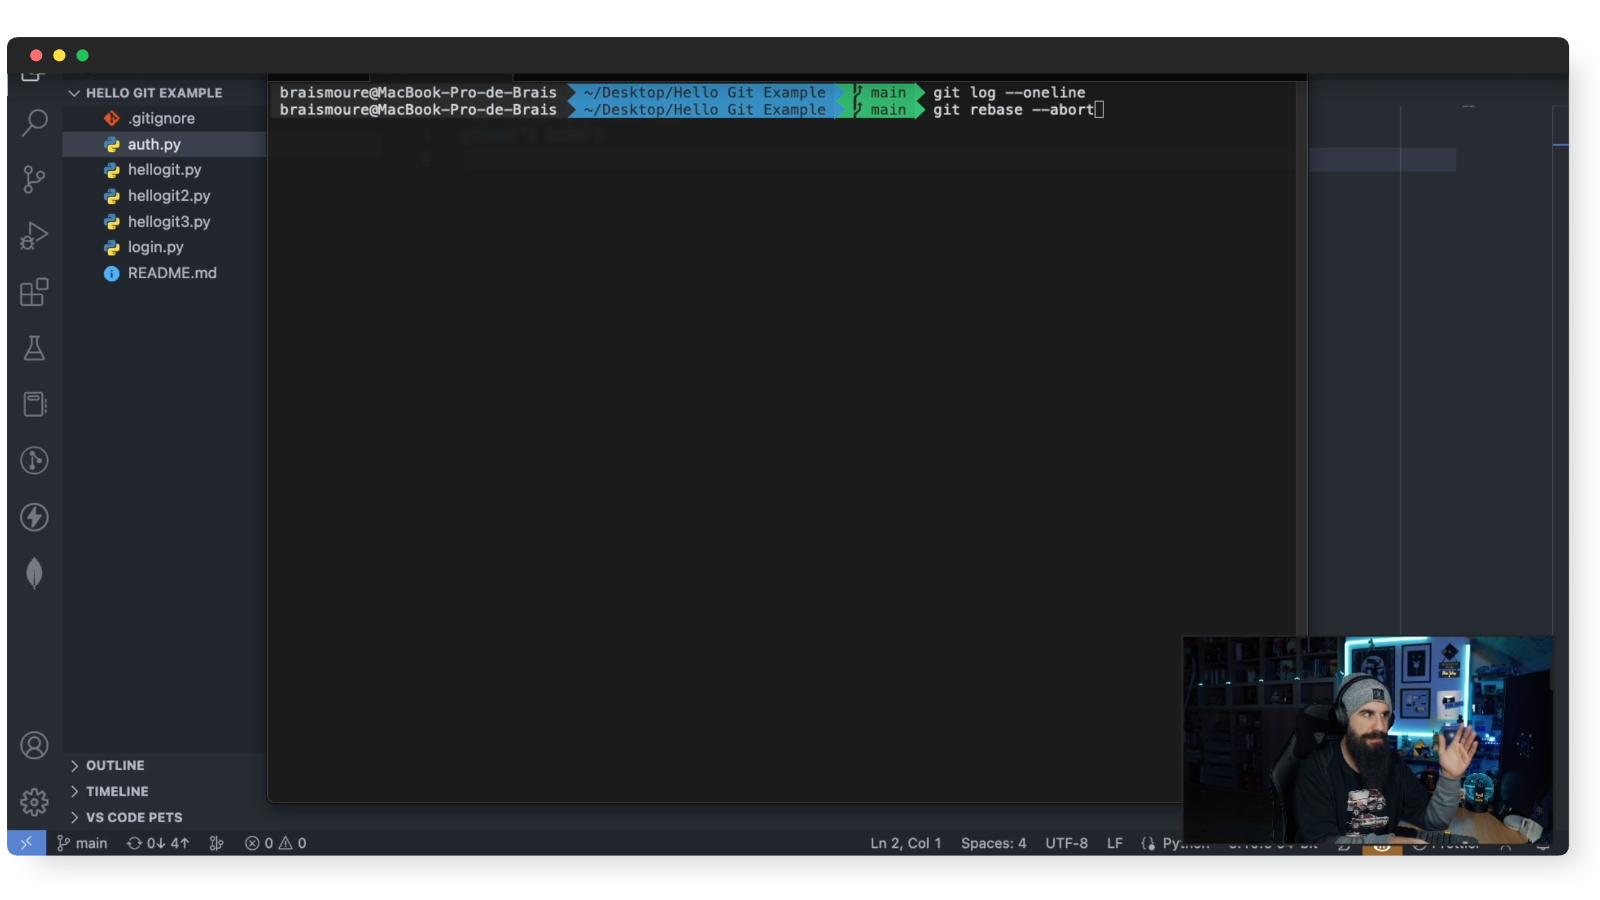 HELLO GIT EXAMPLE
.gitignore
auth.py
hellogit.py
hellogit2.py
hellogit3.py
login.py
README.md
braismoure@MacBook-Pro-de-Brais ~/Desktop/Hello Git Example main git log --oneline
braismoure@MacBook-Pro-de-Brais ~/Desktop/Hello Git Example main git rebase --abort
OUTLINE
TIMELINE
VS CODE PETS
main 0↓ 4↑ 0 0
Ln 2, Col 1 Spaces: 4 UTF-8 LF